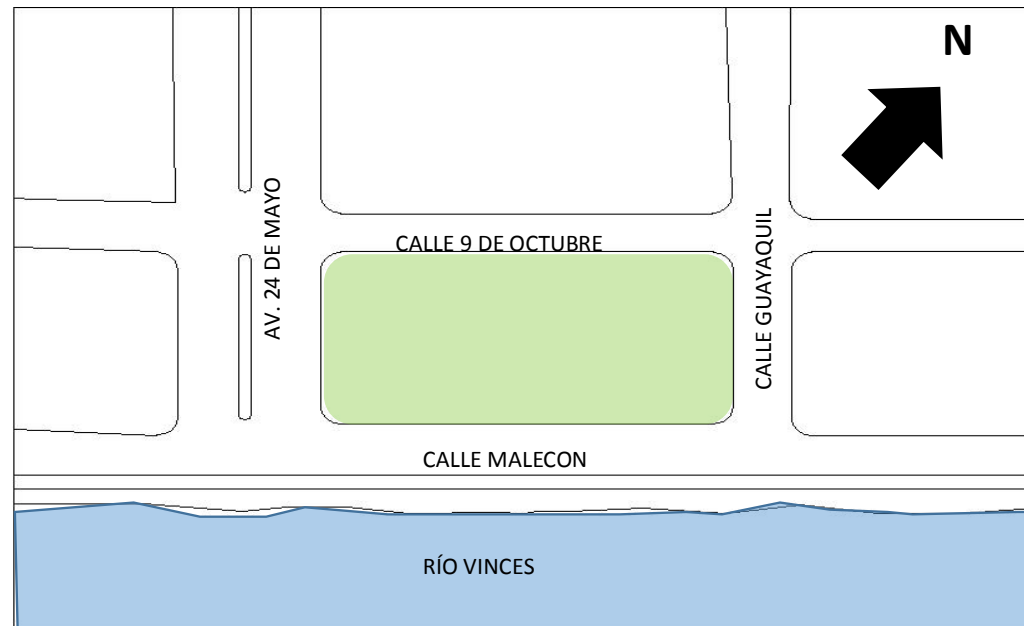 N
CALLE 9 DE OCTUBRE
AV. 24 DE MAYO
CALLE GUAYAQUIL
CALLE MALECON
RÍO VINCES